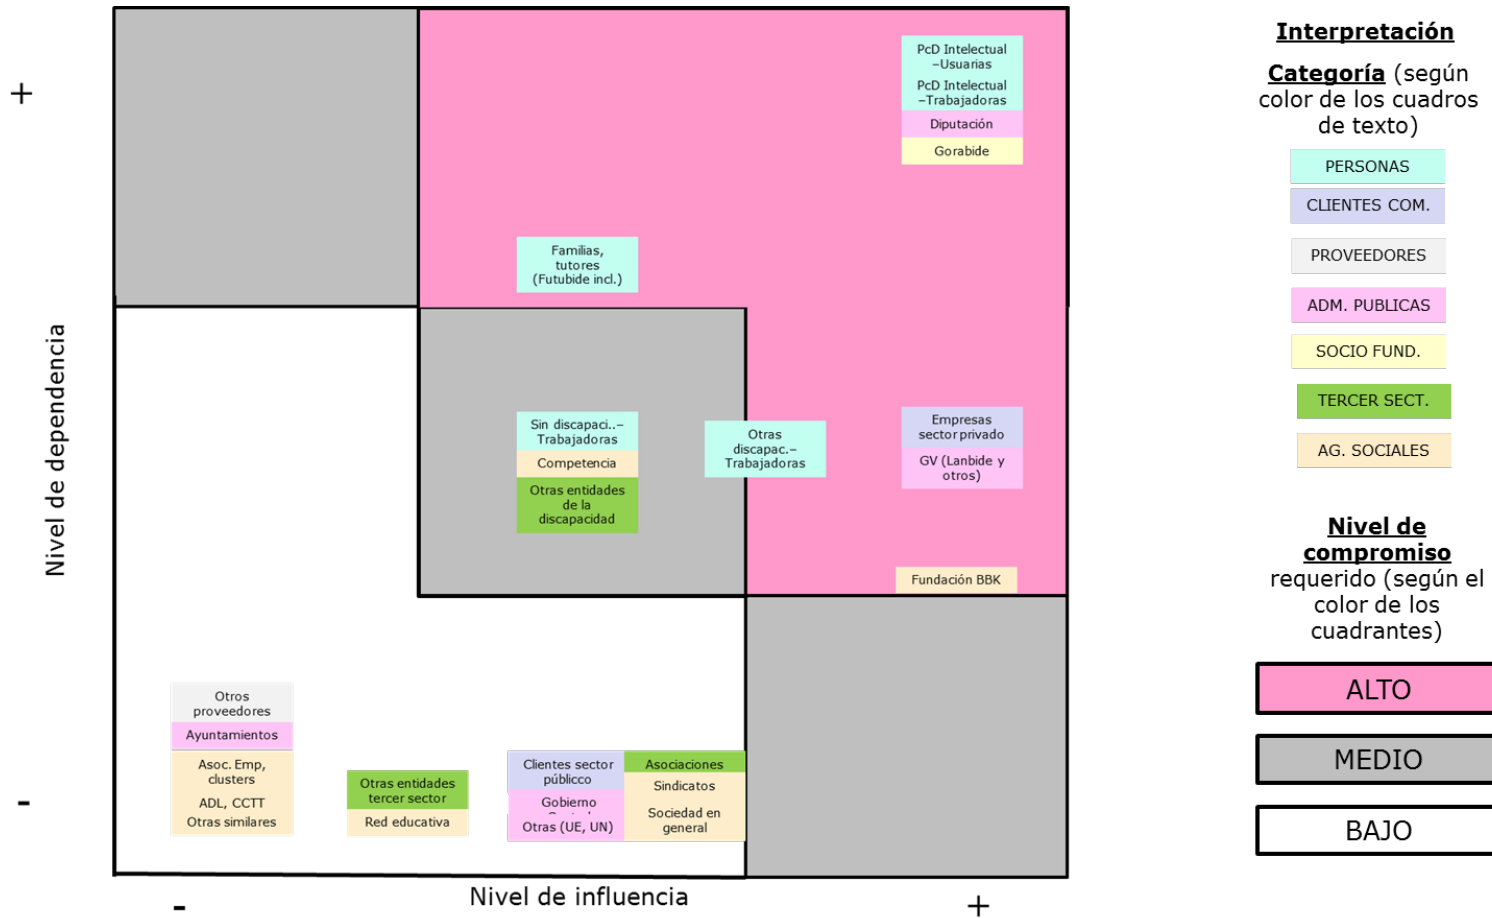 +
-
Nivel de dependencia
PcD Intelectual
–Usuarias
PcD Intelectual
–Trabajadoras
Diputación
Gorabide
Familias,
tutores
(Futubide incl.)
Sin discapaci..–
Trabajadoras
Competencia
Otras entidades
de la
discapacidad
Otras
discapac.–
Trabajadoras
Empresas
sector privado
GV (Lanbide y
otros)
Fundación BBK
Otros
proveedores
Ayuntamientos
Asoc. Emp,
clusters
ADL, CCTT
Otras similares
Otras entidades
tercer sector
Red educativa
Clientes sector
públicco
Gobierno
Otras (UE, UN)
Asociaciones
Sindicatos
Sociedad en
general
-
Nivel de influencia
+
Interpretación
Categoría (según
color de los cuadros
de texto)
PERSONAS
CLIENTES COM.
PROVEEDORES
ADM. PUBLICAS
SOCIO FUND.
TERCER SECT.
AG. SOCIALES
Nivel de
compromiso
requerido (según el
color de los
cuadrantes)
ALTO
MEDIO
BAJO